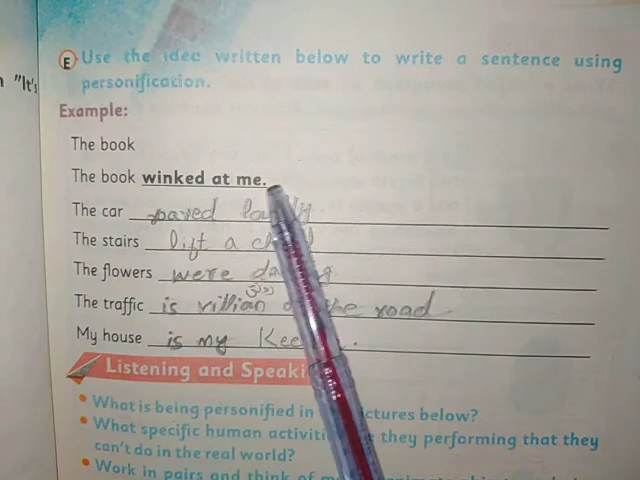 "It's
E Use the idea written below to write a sentence using
personification.
Example:
The book
The book winked at me.
The car
The stairs lift a
The flowers were
The traffic is villian the road
My house is my
Listening and
What is being personified in below?
What specific human they performing that they
can't do in the real world?
Work in pairs and think of